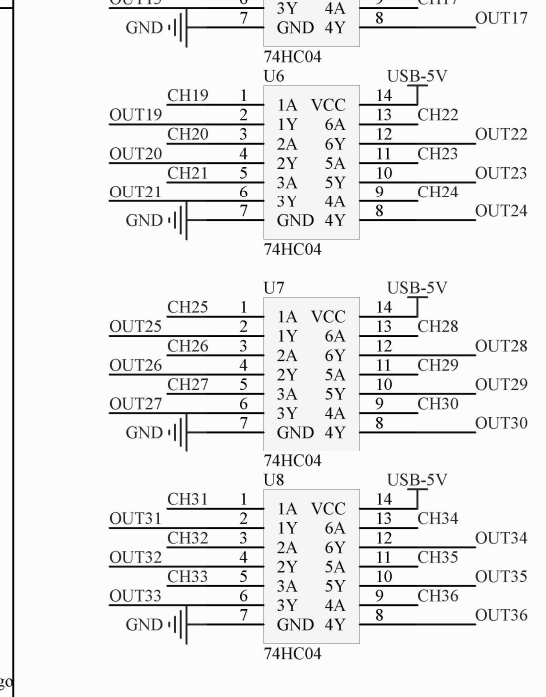 OUT15 6 3Y 4A 9 CH17
GND 7 GND 4Y 8 OUT17
74HC04
U6 USB-5V
CH19 1 1A VCC 14
OUT19 2 1Y 6A 13 CH22
CH20 3 2A 6Y 12 OUT22
OUT20 4 2Y 5A 11 CH23
CH21 5 3A 5Y 10 OUT23
OUT21 6 3Y 4A 9 CH24
GND 7 GND 4Y 8 OUT24
74HC04
U7 USB-5V
CH25 1 1A VCC 14
OUT25 2 1Y 6A 13 CH28
CH26 3 2A 6Y 12 OUT28
OUT26 4 2Y 5A 11 CH29
CH27 5 3A 5Y 10 OUT29
OUT27 6 3Y 4A 9 CH30
GND 7 GND 4Y 8 OUT30
74HC04
U8 USB-5V
CH31 1 1A VCC 14
OUT31 2 1Y 6A 13 CH34
CH32 3 2A 6Y 12 OUT34
OUT32 4 2Y 5A 11 CH35
CH33 5 3A 5Y 10 OUT35
OUT33 6 3Y 4A 9 CH36
GND 7 GND 4Y 8 OUT36
74HC04
go